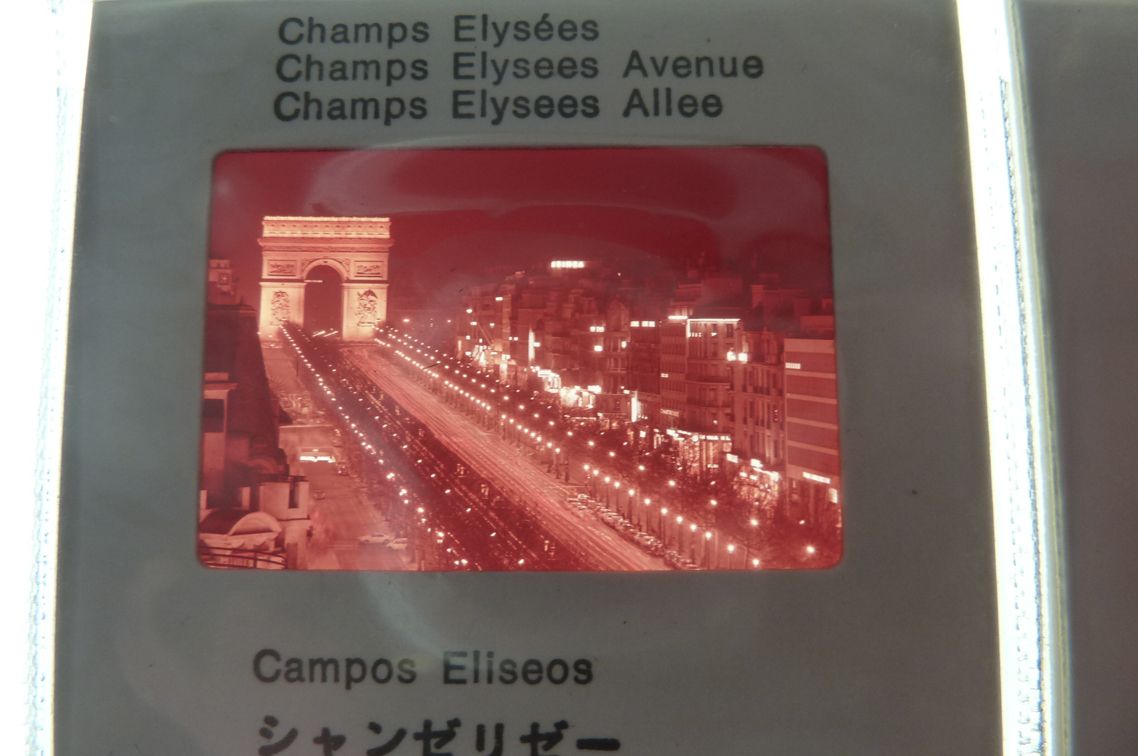 Champs Elysées
Champs Elysees Avenue
Champs Elysees Allee
Campos Eliseos
シャンゼリゼー